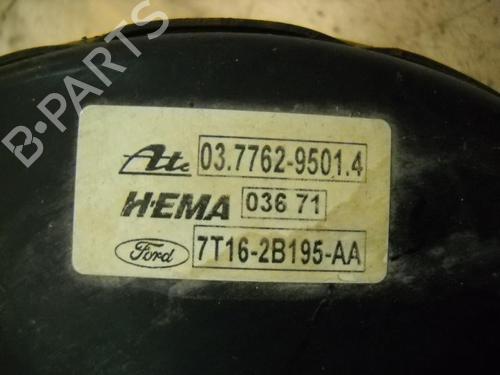 B-PARTS
Ate 03.7762-9501.4
HEMA 036 71
Ford 7T16-2B195-AA